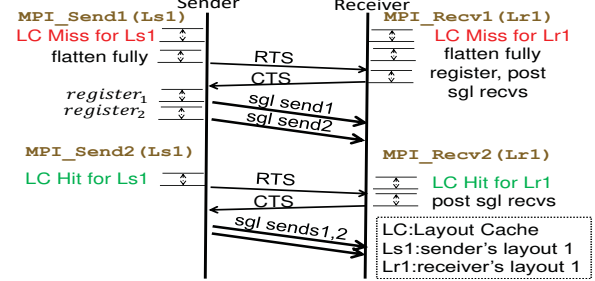 Sender Receiver
MPI_Send1(Ls1) MPI_Recv1(Lr1)
LC Miss for Ls1 LC Miss for Lr1
flatten fully RTS flatten fully
CTS register, post
sgl recvs
register₁ sgl send1
register₂ sgl send2
MPI_Send2(Ls1) MPI_Recv2(Lr1)
LC Hit for Ls1 RTS LC Hit for Lr1
CTS post sgl recvs
sgl sends1,2
LC:Layout Cache
Ls1:sender's layout 1
Lr1:receiver's layout 1